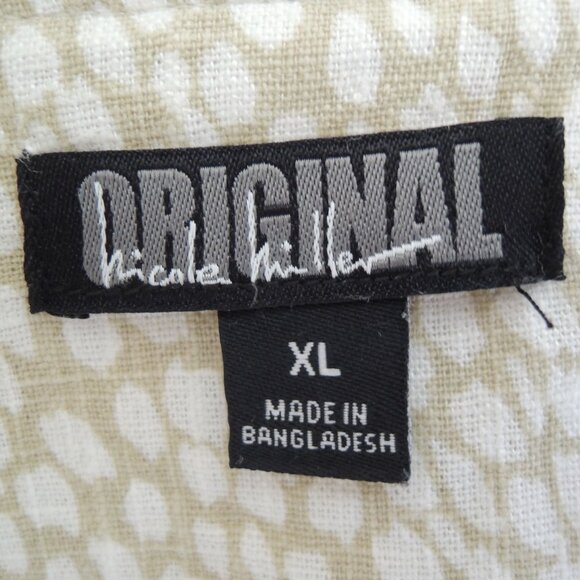 ORIGINAL
Nicole Miller
XL
MADE IN
BANGLADESH